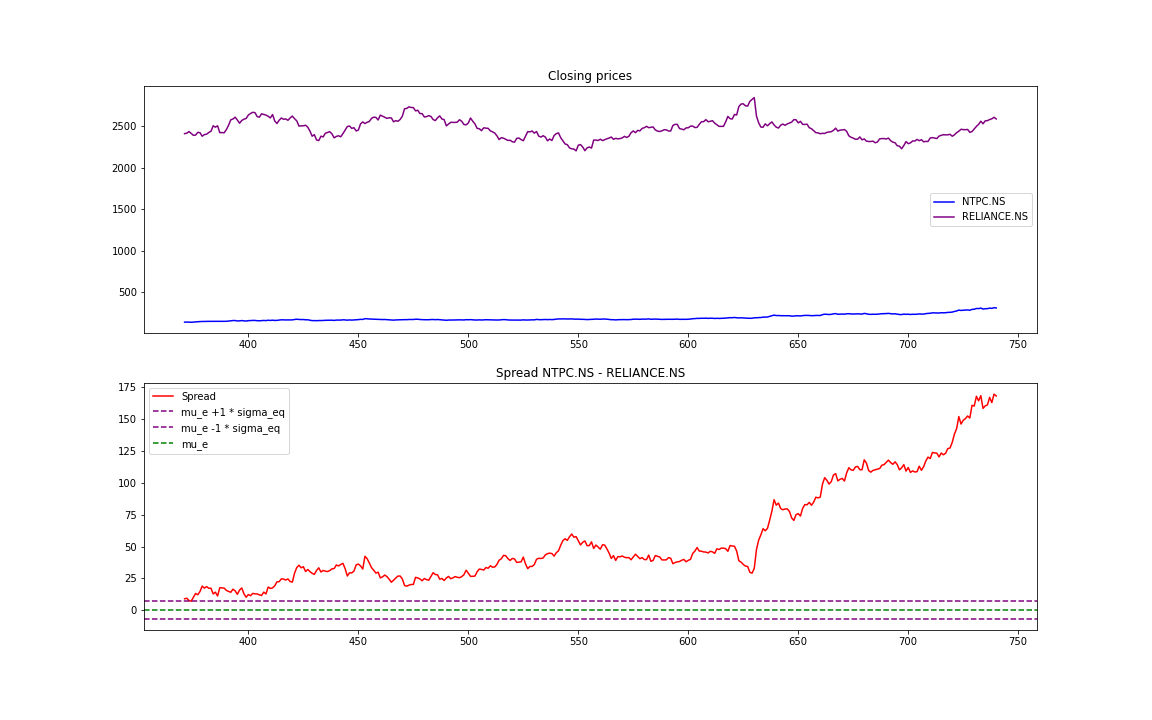 Closing prices
2500
2000
1500
1000
500
NTPC.NS
RELIANCE.NS
400 450 500 550 600 650 700 750
Spread NTPC.NS - RELIANCE.NS
175
150
125
100
75
50
25
0
Spread
mu_e +1 * sigma_eq
mu_e -1 * sigma_eq
mu_e
400 450 500 550 600 650 700 750